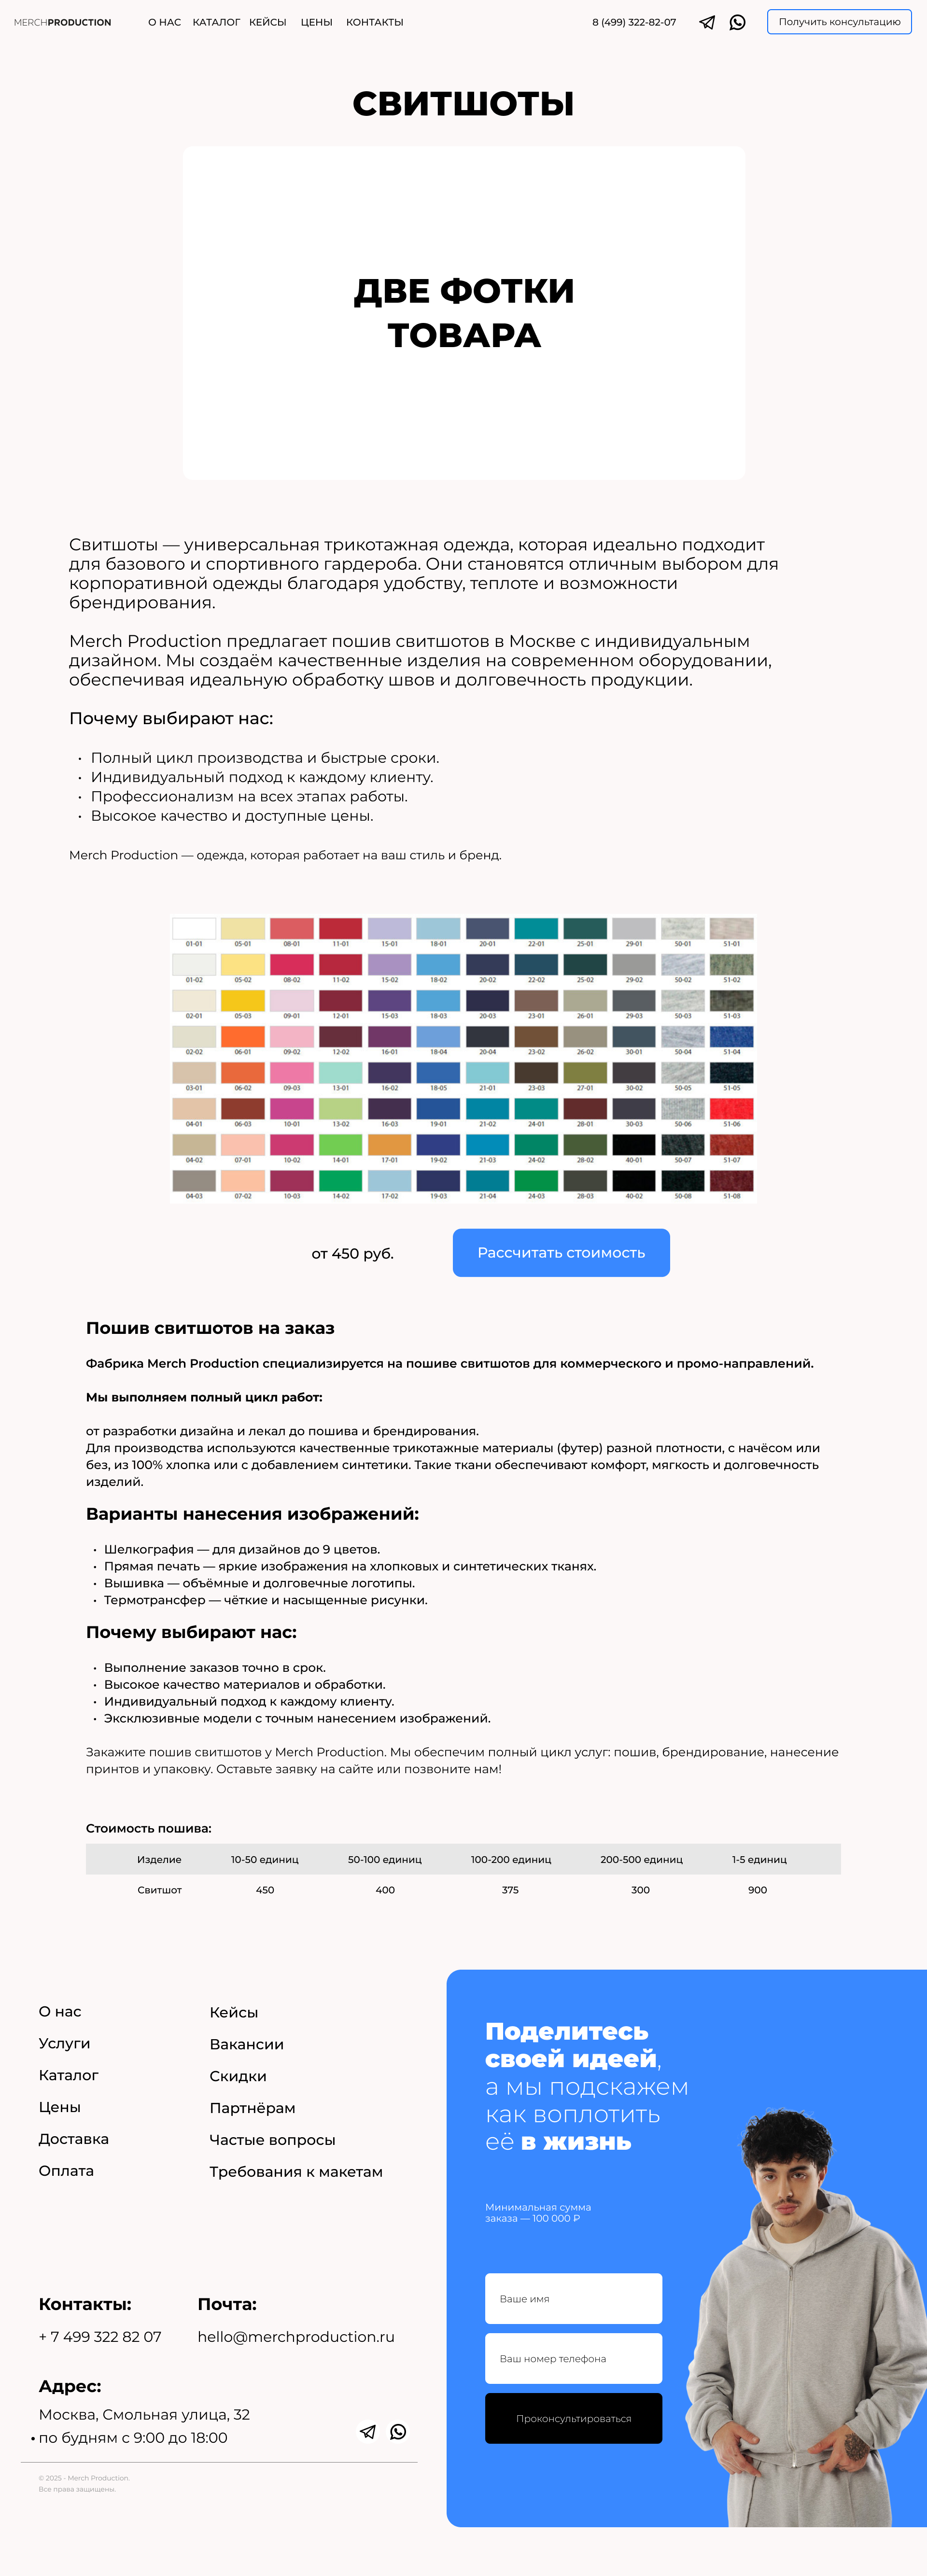 MERCHPRODUCTION О НАС КАТАЛОГ КЕЙСЫ ЦЕНЫ КОНТАКТЫ 8 (499) 322-82-07 Получить консультацию
СВИТШОТЫ
ДВЕ ФОТКИ
ТОВАРА
Свитшоты — универсальная трикотажная одежда, которая идеально подходит
для базового и спортивного гардероба. Они становятся отличным выбором для
корпоративной одежды благодаря удобству, теплоте и возможности
брендирования.
Merch Production предлагает пошив свитшотов в Москве с индивидуальным
дизайном. Мы создаём качественные изделия на современном оборудовании,
обеспечивая идеальную обработку швов и долговечность продукции.
Почему выбирают нас:
• Полный цикл производства и быстрые сроки.
• Индивидуальный подход к каждому клиенту.
• Профессионализм на всех этапах работы.
• Высокое качество и доступные цены.
Merch Production — одежда, которая работает на ваш стиль и бренд.
01-01 05-01 08-01 11-01 15-01 18-01 20-01 22-01 25-01 29-01 50-01 51-01
01-02 05-02 08-02 11-02 15-02 18-02 20-02 22-02 25-02 29-02 50-02 51-02
02-01 05-03 09-01 12-01 15-03 18-03 20-03 23-01 26-01 29-03 50-03 51-03
02-02 06-01 09-02 12-02 16-01 18-04 20-04 23-02 26-02 30-01 50-04 51-04
03-01 06-02 09-03 13-01 16-02 18-05 21-01 23-03 27-01 30-02 50-05 51-05
04-01 06-03 10-01 13-02 16-03 19-01 21-02 24-01 28-01 30-03 50-06 51-06
04-02 07-01 10-02 14-01 17-01 19-02 21-03 24-02 28-02 40-01 50-07 51-07
04-03 07-02 10-03 14-02 17-02 19-03 21-04 24-03 28-03 40-02 50-08 51-08
от 450 руб. Рассчитать стоимость
Пошив свитшотов на заказ
Фабрика Merch Production специализируется на пошиве свитшотов для коммерческого и промо-направлений.
Мы выполняем полный цикл работ:
от разработки дизайна и лекал до пошива и брендирования.
Для производства используются качественные трикотажные материалы (футер) разной плотности, с начёсом или
без, из 100% хлопка или с добавлением синтетики. Такие ткани обеспечивают комфорт, мягкость и долговечность
изделий.
Варианты нанесения изображений:
• Шелкография — для дизайнов до 9 цветов.
• Прямая печать — яркие изображения на хлопковых и синтетических тканях.
• Вышивка — объёмные и долговечные логотипы.
• Термотрансфер — чёткие и насыщенные рисунки.
Почему выбирают нас:
• Выполнение заказов точно в срок.
• Высокое качество материалов и обработки.
• Индивидуальный подход к каждому клиенту.
• Эксклюзивные модели с точным нанесением изображений.
Закажите пошив свитшотов у Merch Production. Мы обеспечим полный цикл услуг: пошив, брендирование, нанесение
принтов и упаковку. Оставьте заявку на сайте или позвоните нам!
Стоимость пошива:
Изделие 10-50 единиц 50-100 единиц 100-200 единиц 200-500 единиц 1-5 единиц
Свитшот 450 400 375 300 900
О нас
Услуги
Каталог
Цены
Доставка
Оплата
Кейсы
Вакансии
Скидки
Партнёрам
Частые вопросы
Требования к макетам
Контакты:
+ 7 499 322 82 07
Почта:
hello@merchproduction.ru
Адрес:
Москва, Смольная улица, 32
• по будням с 9:00 до 18:00
© 2025 - Merch Production.
Все права защищены.
Поделитесь
своей идеей,
а мы подскажем
как воплотить
её в жизнь
Минимальная сумма
заказа — 100 000 ₽
Ваше имя
Ваш номер телефона
Проконсультироваться